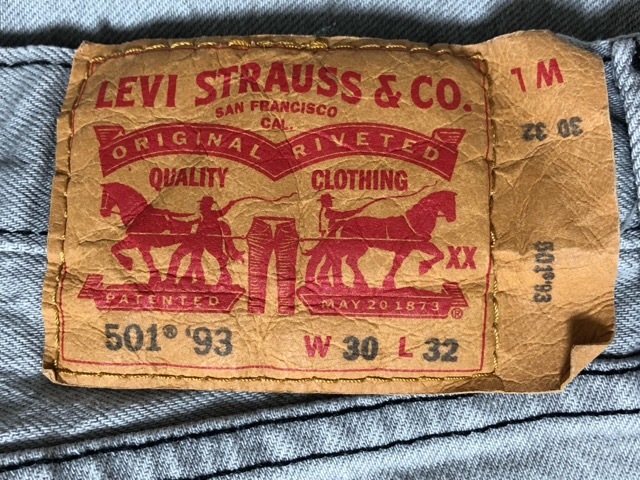 LEVI STRAUSS & CO.
SAN FRANCISCO
CAL.
ORIGINAL RIVETED
QUALITY CLOTHING
XX
PATENTED MAY 20 1873 ®
501® '93 W 30 L 32
W L
30 32
501®'93